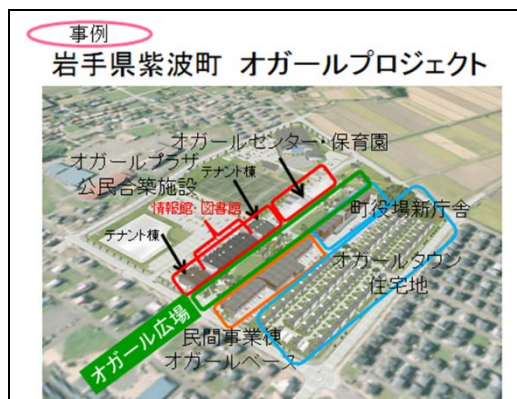 事例
岩手県紫波町 オガールプロジェクト
オガールセンター・保育園
オガールプラザ
公民合築施設
テナント棟
情報館・図書館
町役場新庁舎
テナント棟
オガールタウン
住宅地
オガール広場
民間事業棟
オガールベース